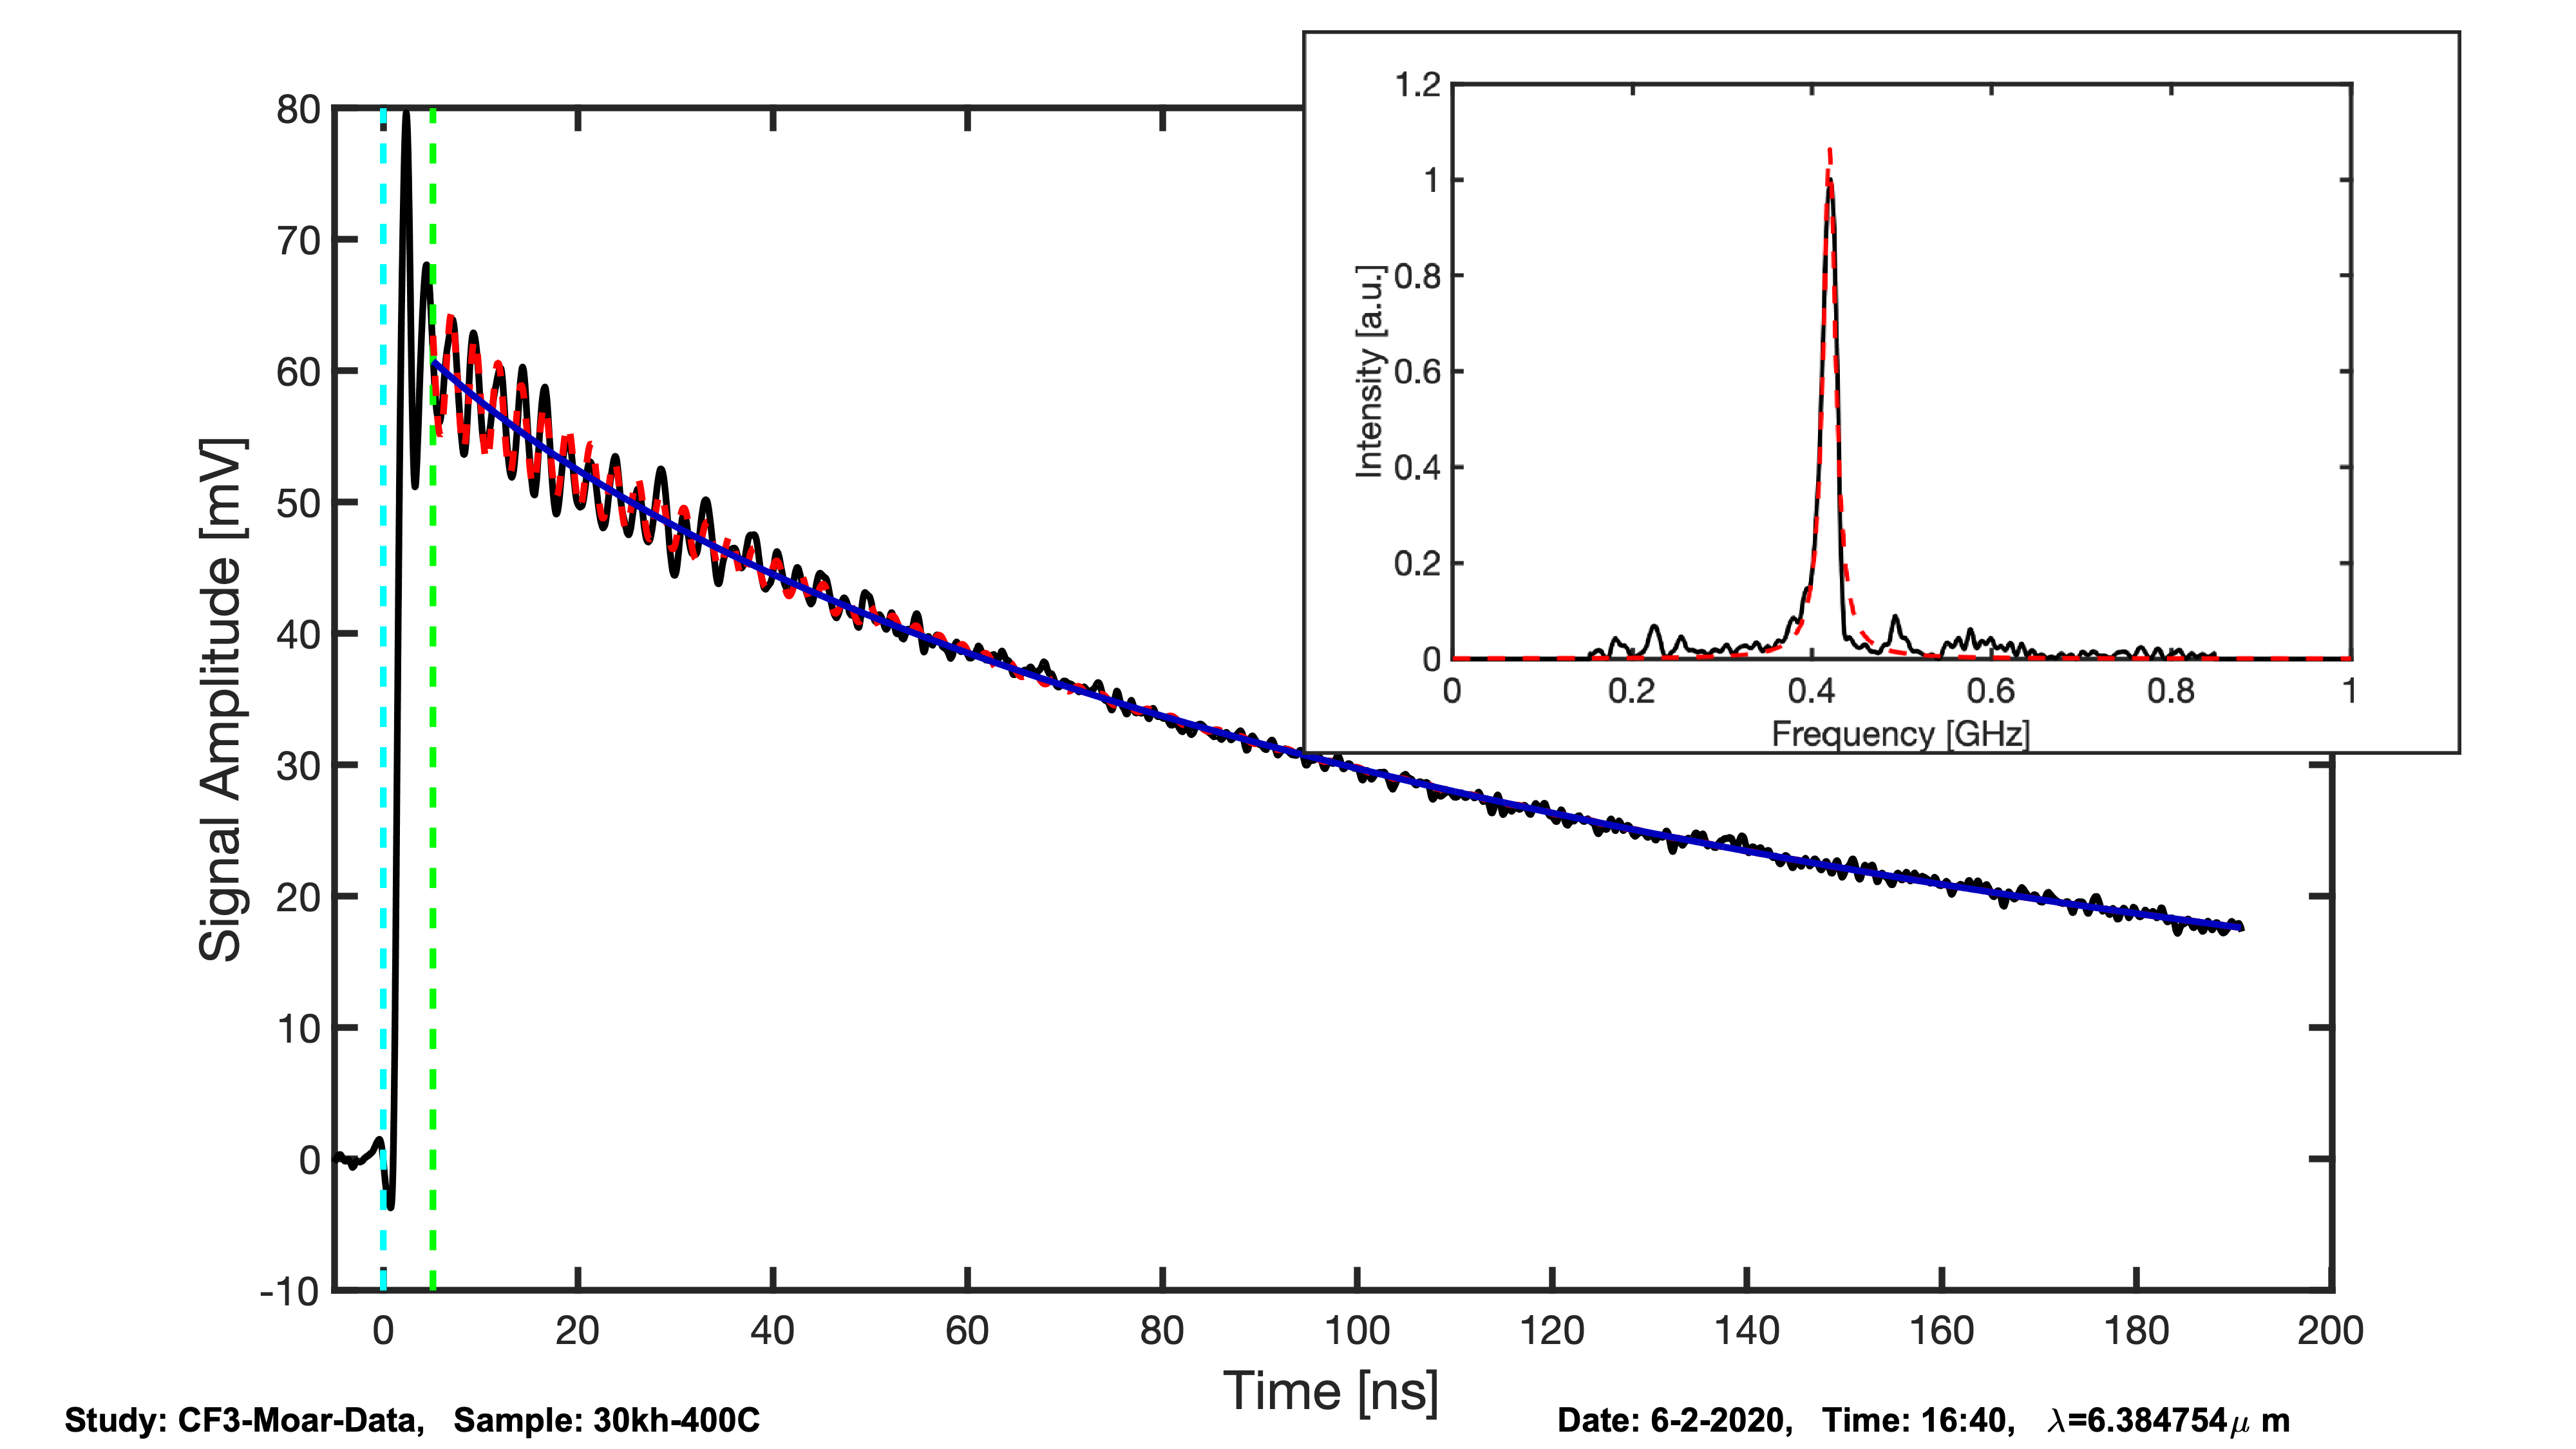 1.2
1
0.8
0.6
0.4
0.2
0
Intensity [a.u.]
0 0.2 0.4 0.6 0.8 1
Frequency [GHz]
80
70
60
50
40
30
20
10
0
-10
Signal Amplitude [mV]
0 20 40 60 80 100 120 140 160 180 200
Time [ns]
Study: CF3-Moar-Data, Sample: 30kh-400C
Date: 6-2-2020, Time: 16:40, λ=6.384754μ m